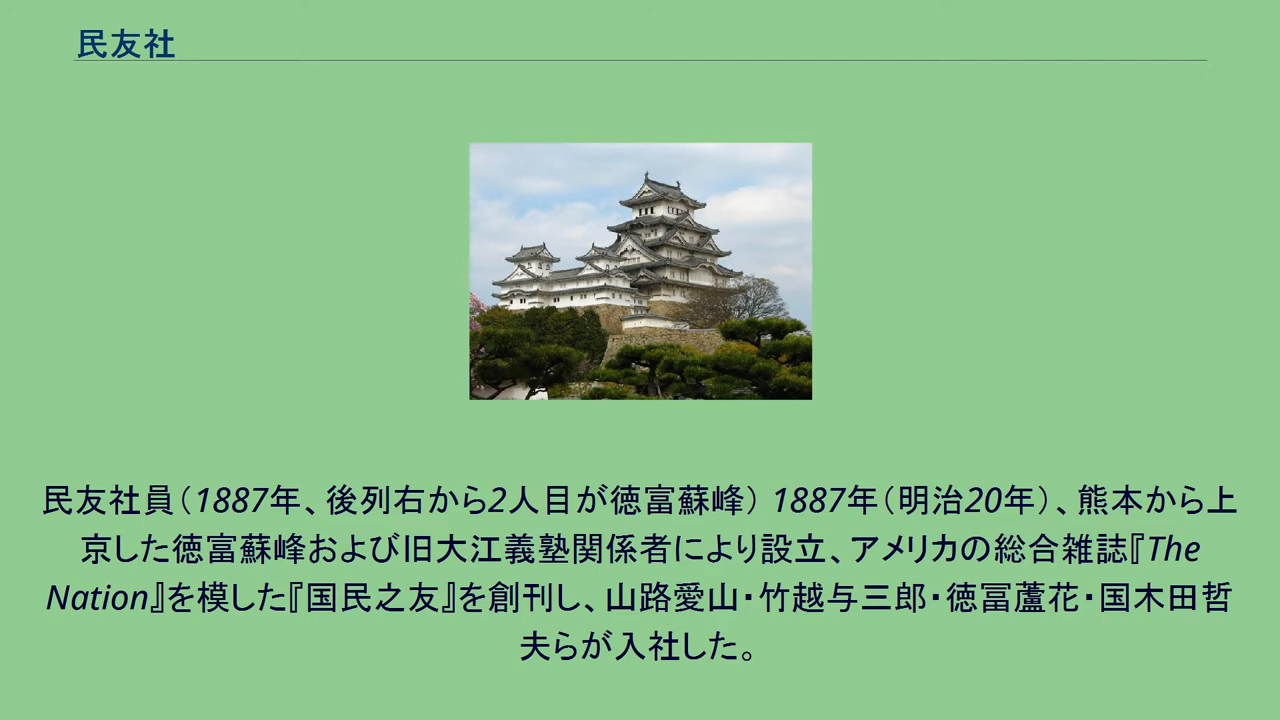 民友社
民友社員（1887年、後列右から2人目が徳富蘇峰） 1887年（明治20年）、熊本から上
京した徳富蘇峰および旧大江義塾関係者により設立、アメリカの総合雑誌『The
Nation』を模した『国民之友』を創刊し、山路愛山・竹越与三郎・徳冨蘆花・国木田哲
夫らが入社した。